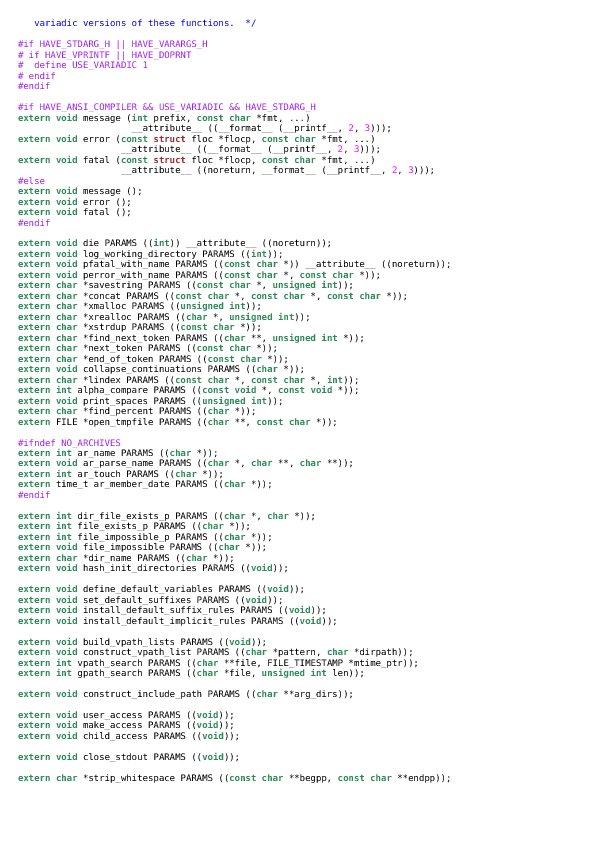 variadic versions of these functions.  */
#if HAVE_STDARG_H || HAVE_VARARGS_H
# if HAVE_VPRINTF || HAVE_DOPRNT
#  define USE_VARIADIC 1
# endif
#endif
#if HAVE_ANSI_COMPILER && USE_VARIADIC && HAVE_STDARG_H
extern void message (int prefix, const char *fmt, ...)
                     __attribute__ ((__format__ (__printf__, 2, 3)));
extern void error (const struct floc *flocp, const char *fmt, ...)
                   __attribute__ ((__format__ (__printf__, 2, 3)));
extern void fatal (const struct floc *flocp, const char *fmt, ...)
                   __attribute__ ((noreturn, __format__ (__printf__, 2, 3)));
#else
extern void message ();
extern void error ();
extern void fatal ();
#endif
extern void die PARAMS ((int)) __attribute__ ((noreturn));
extern void log_working_directory PARAMS ((int));
extern void pfatal_with_name PARAMS ((const char *)) __attribute__ ((noreturn));
extern void perror_with_name PARAMS ((const char *, const char *));
extern char *savestring PARAMS ((const char *, unsigned int));
extern char *concat PARAMS ((const char *, const char *, const char *));
extern char *xmalloc PARAMS ((unsigned int));
extern char *xrealloc PARAMS ((char *, unsigned int));
extern char *xstrdup PARAMS ((const char *));
extern char *find_next_token PARAMS ((char **, unsigned int *));
extern char *next_token PARAMS ((const char *));
extern char *end_of_token PARAMS ((const char *));
extern void collapse_continuations PARAMS ((char *));
extern char *lindex PARAMS ((const char *, const char *, int));
extern int alpha_compare PARAMS ((const void *, const void *));
extern void print_spaces PARAMS ((unsigned int));
extern char *find_percent PARAMS ((char *));
extern FILE *open_tmpfile PARAMS ((char **, const char *));
#ifndef NO_ARCHIVES
extern int ar_name PARAMS ((char *));
extern void ar_parse_name PARAMS ((char *, char **, char **));
extern int ar_touch PARAMS ((char *));
extern time_t ar_member_date PARAMS ((char *));
#endif
extern int dir_file_exists_p PARAMS ((char *, char *));
extern int file_exists_p PARAMS ((char *));
extern int file_impossible_p PARAMS ((char *));
extern void file_impossible PARAMS ((char *));
extern char *dir_name PARAMS ((char *));
extern void hash_init_directories PARAMS ((void));
extern void define_default_variables PARAMS ((void));
extern void set_default_suffixes PARAMS ((void));
extern void install_default_suffix_rules PARAMS ((void));
extern void install_default_implicit_rules PARAMS ((void));
extern void build_vpath_lists PARAMS ((void));
extern void construct_vpath_list PARAMS ((char *pattern, char *dirpath));
extern int vpath_search PARAMS ((char **file, FILE_TIMESTAMP *mtime_ptr));
extern int gpath_search PARAMS ((char *file, unsigned int len));
extern void construct_include_path PARAMS ((char **arg_dirs));
extern void user_access PARAMS ((void));
extern void make_access PARAMS ((void));
extern void child_access PARAMS ((void));
extern void close_stdout PARAMS ((void));
extern char *strip_whitespace PARAMS ((const char **begpp, const char **endpp));